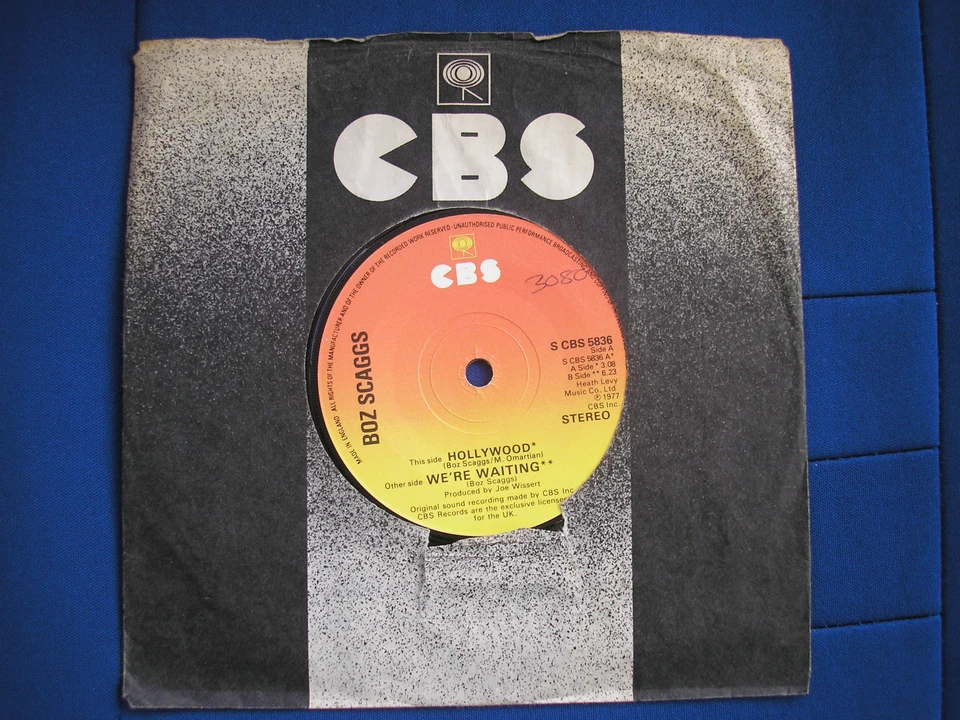 CBS
ALL RIGHTS OF THE MANUFACTURER AND OF THE OWNER OF THE RECORDED WORK RESERVED · UNAUTHORISED PUBLIC PERFORMANCE BROADCASTING AND
MADE IN ENGLAND
CBS
3080
BOZ SCAGGS
S CBS 5836
Side A
S CBS 5836 A*
A Side * 3.08
B Side ** 6.23
Heath Levy
Music Co. Ltd.
℗ 1977
CBS Inc.
STEREO
This side HOLLYWOOD*
(Boz Scaggs/M. Omartian)
Other side WE'RE WAITING**
(Boz Scaggs)
Produced by Joe Wissert
Original sound recording made by CBS Inc
CBS Records are the exclusive licensee
for the UK.